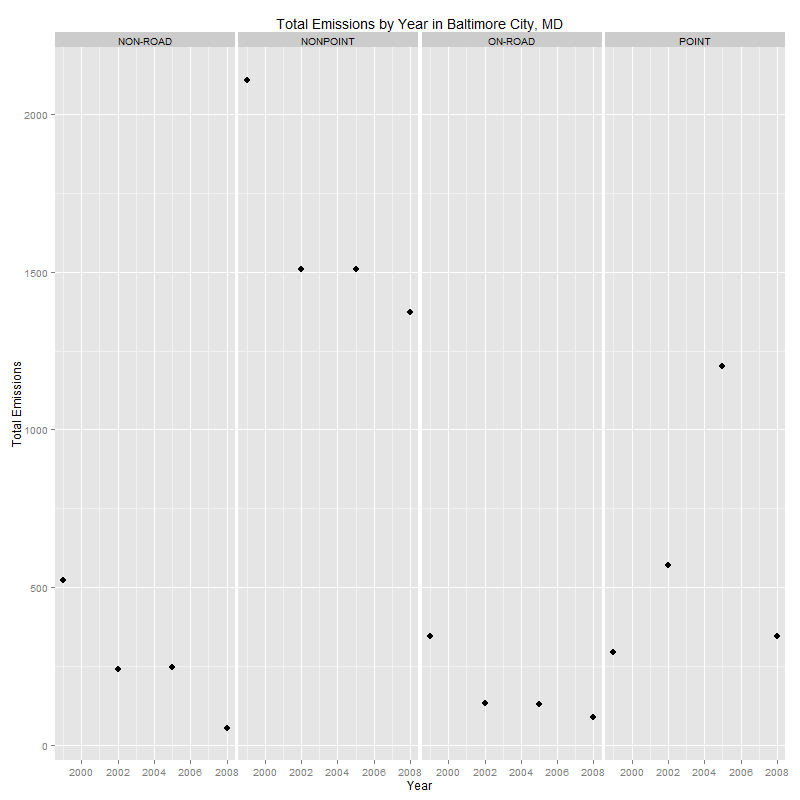 Total Emissions by Year in Baltimore City, MD
NON-ROAD NONPOINT ON-ROAD POINT
2000
1500
1000
500
0
Total Emissions
2000 2002 2004 2006 2008 2000 2002 2004 2006 2008 2000 2002 2004 2006 2008 2000 2002 2004 2006 2008
Year